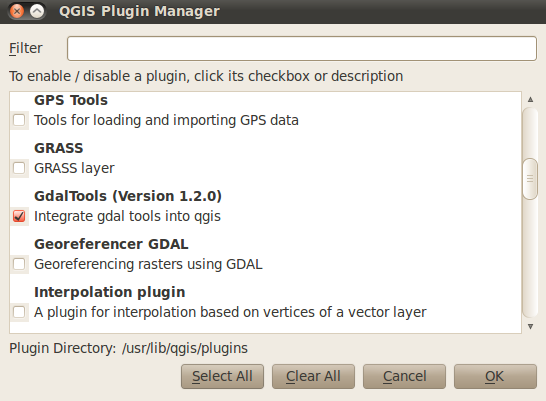 QGIS Plugin Manager
Filter
To enable / disable a plugin, click its checkbox or description
GPS Tools
Tools for loading and importing GPS data
GRASS
GRASS layer
GdalTools (Version 1.2.0)
Integrate gdal tools into qgis
Georeferencer GDAL
Georeferencing rasters using GDAL
Interpolation plugin
A plugin for interpolation based on vertices of a vector layer
Plugin Directory: /usr/lib/qgis/plugins
Select All Clear All Cancel OK